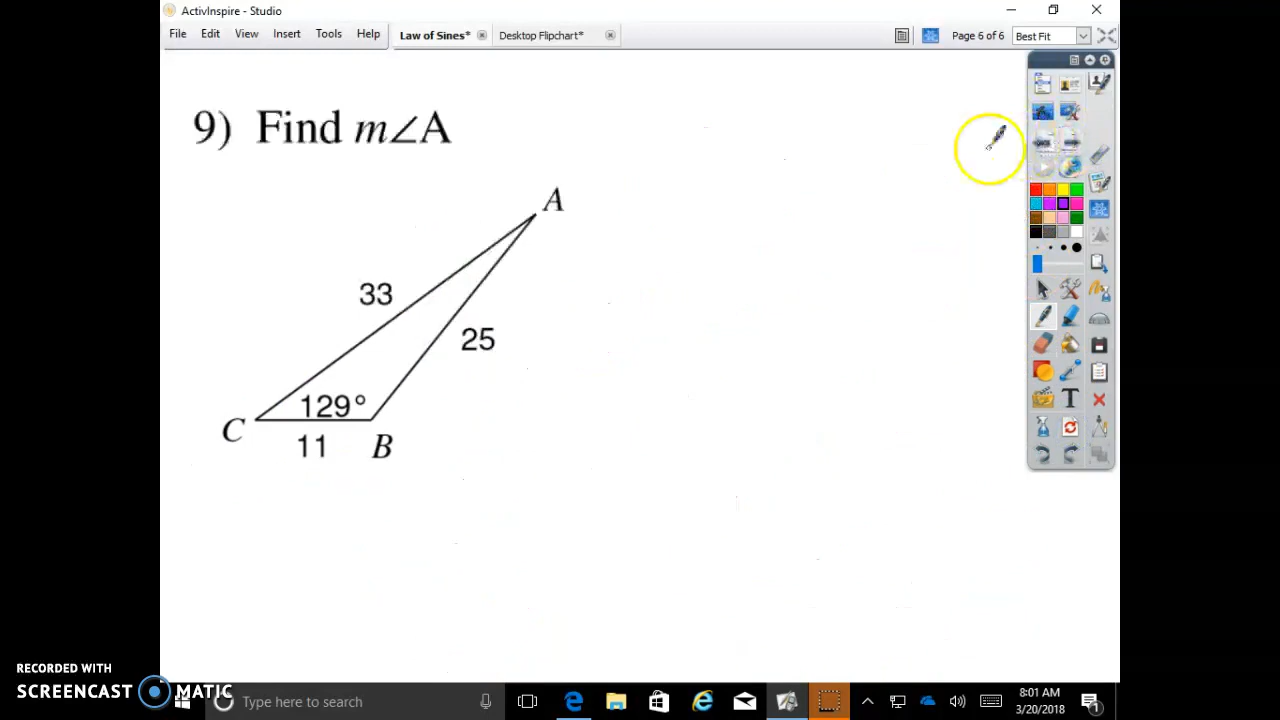 ActivInspire - Studio
File Edit View Insert Tools Help Law of Sines* Desktop Flipchart* Page 6 of 6 Best Fit
9) Find m∠A
A
33
25
129°
C
11 B
RECORDED WITH
SCREENCAST MATIC
Type here to search
8:01 AM
3/20/2018
1
T